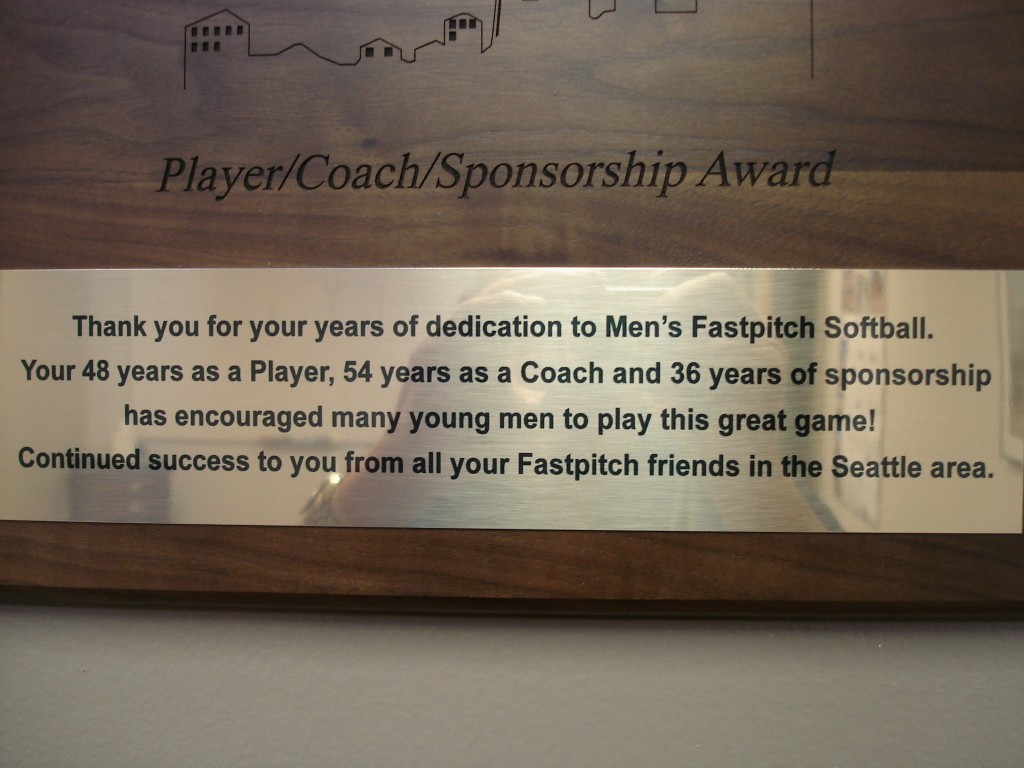 Player/Coach/Sponsorship Award
Thank you for your years of dedication to Men's Fastpitch Softball.
Your 48 years as a Player, 54 years as a Coach and 36 years of sponsorship
has encouraged many young men to play this great game!
Continued success to you from all your Fastpitch friends in the Seattle area.